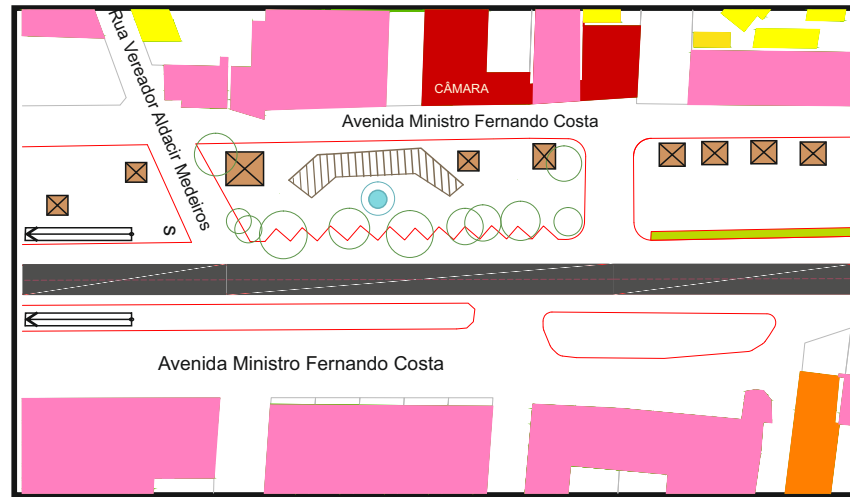 Rua Vereador Aldacir Medeiros
CÂMARA
Avenida Ministro Fernando Costa
S
Avenida Ministro Fernando Costa